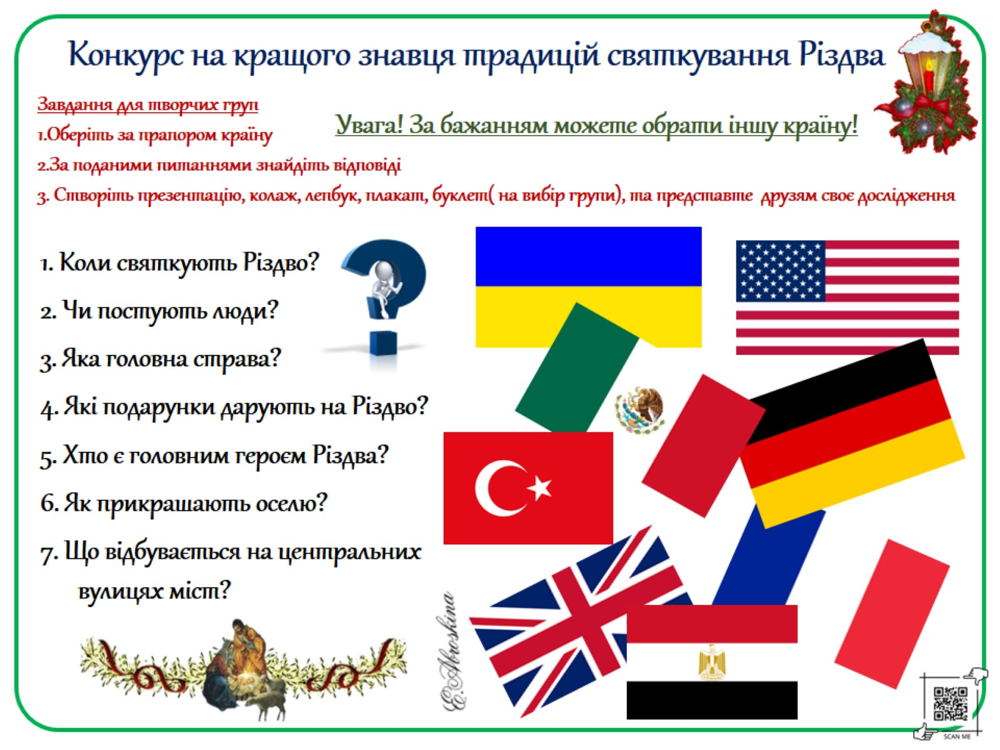 Конкурс на кращого знавця традицій святкування Різдва
Завдання для творчих груп
1.Оберіть за прапором країну
Увага! За бажанням можете обрати іншу країну!
2.За поданими питаннями знайдіть відповіді
3. Створіть презентацію, колаж, лепбук, плакат, буклет( на вибір групи), та представте друзям своє дослідження
1. Коли святкують Різдво?
2. Чи постують люди?
3. Яка головна страва?
4. Які подарунки дарують на Різдво?
5. Хто є головним героєм Різдва?
6. Як прикрашають оселю?
7. Що відбувається на центральних
вулицях міст?
E.Abroskina
SCAN ME